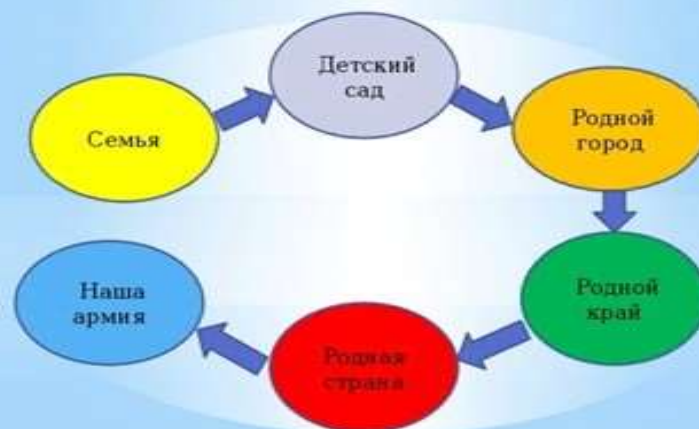 Семья
Детский
сад
Родной
город
Родной
край
Родная
страна
Наша
армия